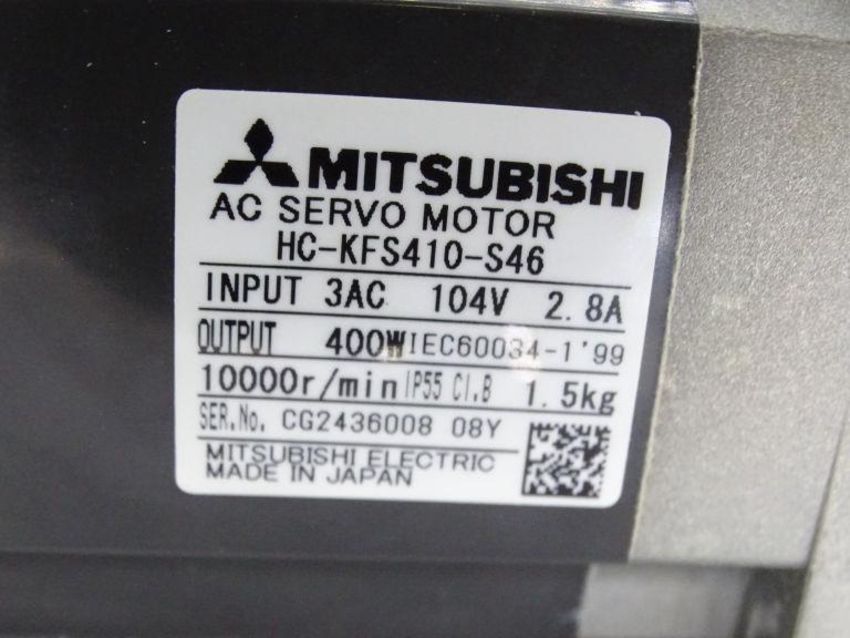 MITSUBISHI
AC SERVO MOTOR
HC-KFS410-S46
INPUT 3AC 104V 2.8A
OUTPUT 400W IEC60034-1'99
10000r/min IP55 Cl.B 1.5kg
SER.No. CG2436008 08Y
MITSUBISHI ELECTRIC
MADE IN JAPAN